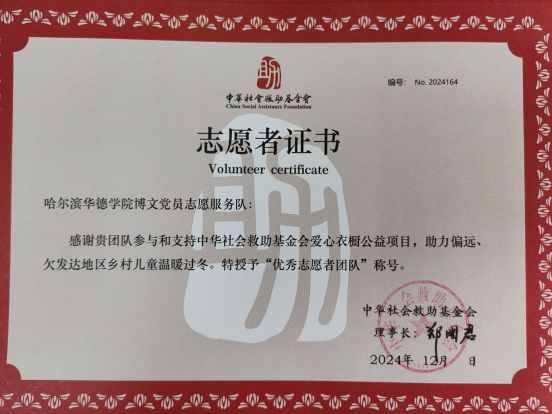 编号: No. 2024164
中华社会救助基金会
China Social Assistance Foundation
志愿者证书
Volunteer certificate
哈尔滨华德学院博文党员志愿服务队:
感谢贵团队参与和支持中华社会救助基金会爱心衣橱公益项目，助力偏远、
欠发达地区乡村儿童温暖过冬。特授予“优秀志愿者团队”称号。
中华社会救助基金会
理事长: 郑国君
2024年 12月 日